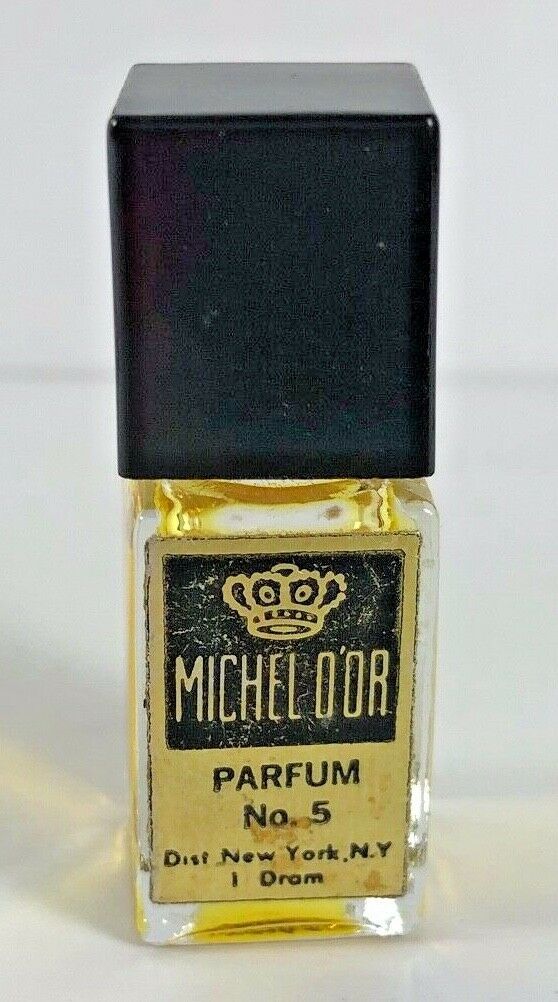 MICHEL D'OR
PARFUM
No. 5
Dist New York, N.Y
1 Dram